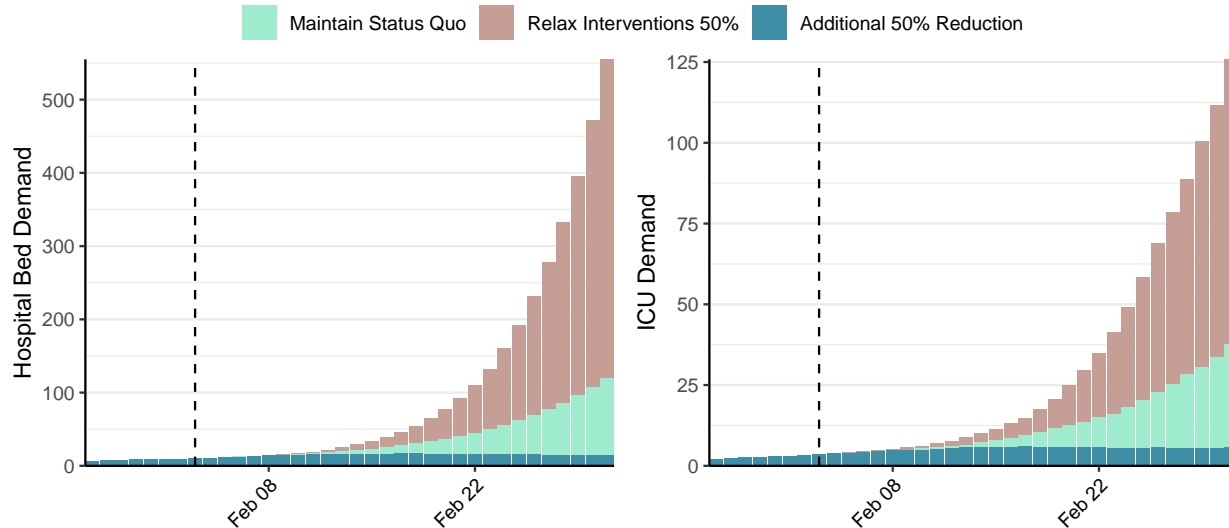 Maintain Status Quo Relax Interventions 50% Additional 50% Reduction
Hospital Bed Demand
500
400
300
200
100
0
Feb 08
Feb 22
ICU Demand
125
100
75
50
25
0
Feb 08
Feb 22